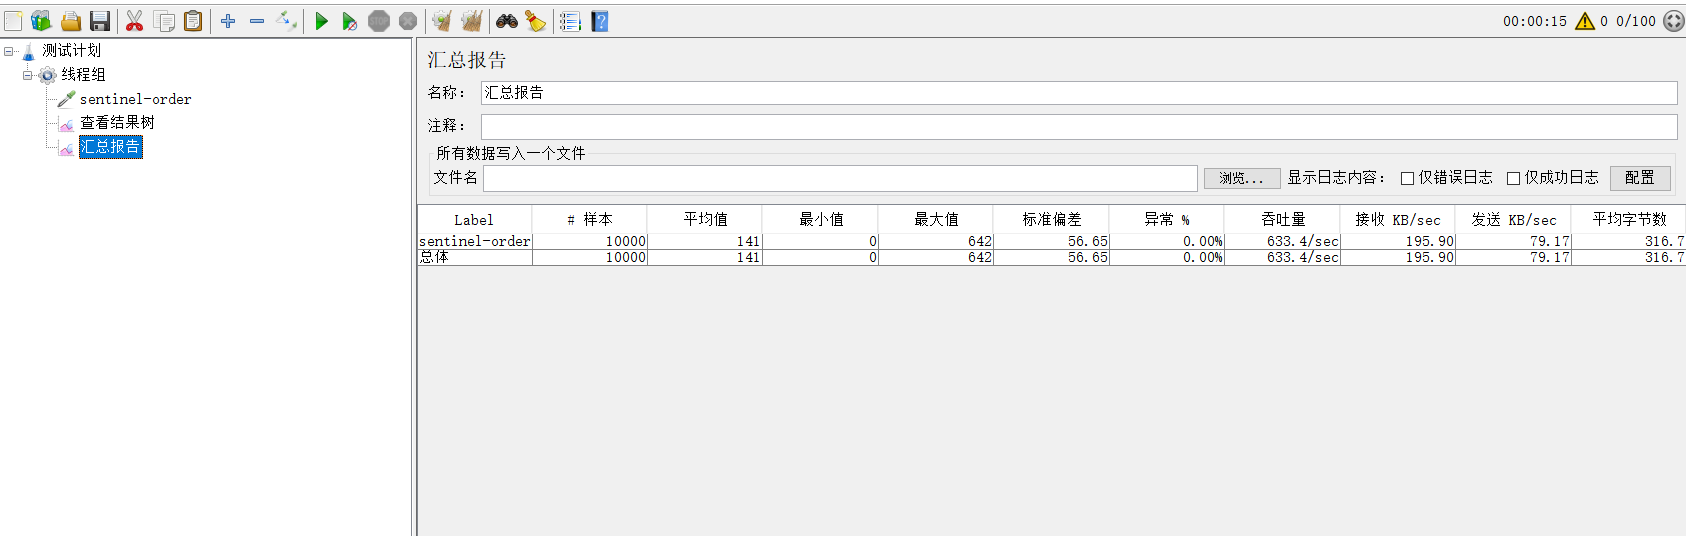 00:00:15 0 0/100
测试计划
线程组
sentinel-order
查看结果树
汇总报告
汇总报告
名称： 汇总报告
注释：
所有数据写入一个文件
文件名 浏览... 显示日志内容： 仅错误日志 仅成功日志 配置
Label # 样本 平均值 最小值 最大值 标准偏差 异常 % 吞吐量 接收 KB/sec 发送 KB/sec 平均字节数
sentinel-order 10000 141 0 642 56.65 0.00% 633.4/sec 195.90 79.17 316.7
总体 10000 141 0 642 56.65 0.00% 633.4/sec 195.90 79.17 316.7